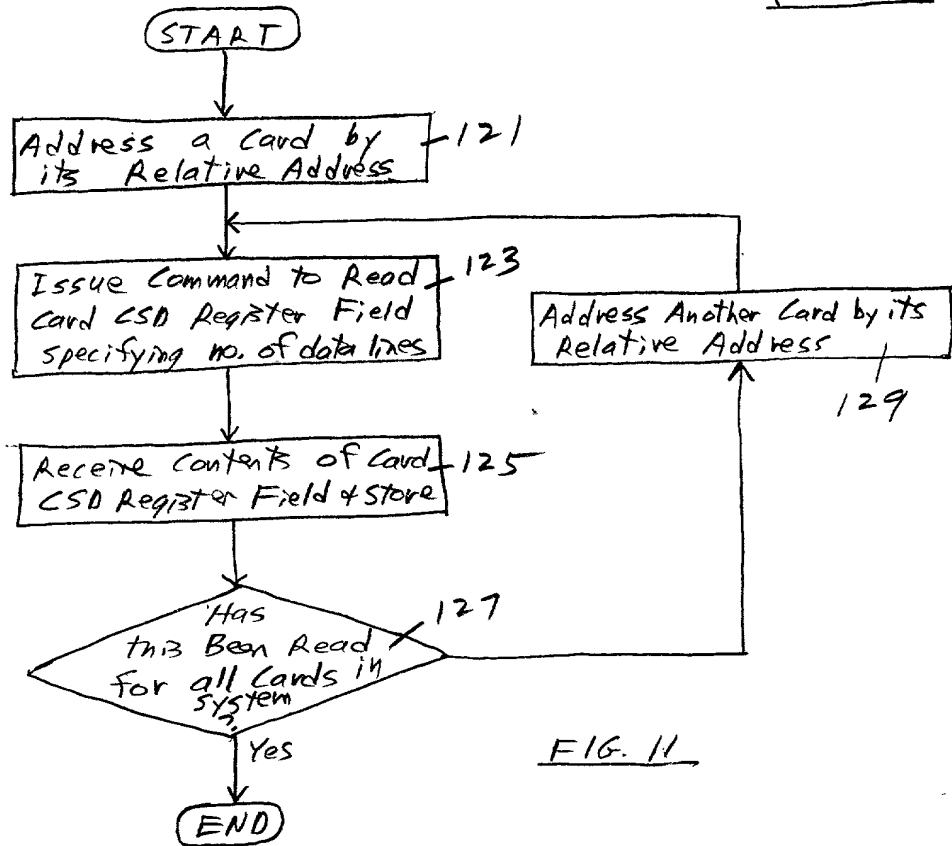 START
Address a Card by
its Relative Address
121
Issue Command to Read
Card CSD Register Field
specifying no. of data lines
123
Address Another Card by its
Relative Address
129
Receive Contents of Card
CSD Register Field & Store
125
Has
this Been Read
for all Cards in
system
?
127
Yes
END
FIG. 11